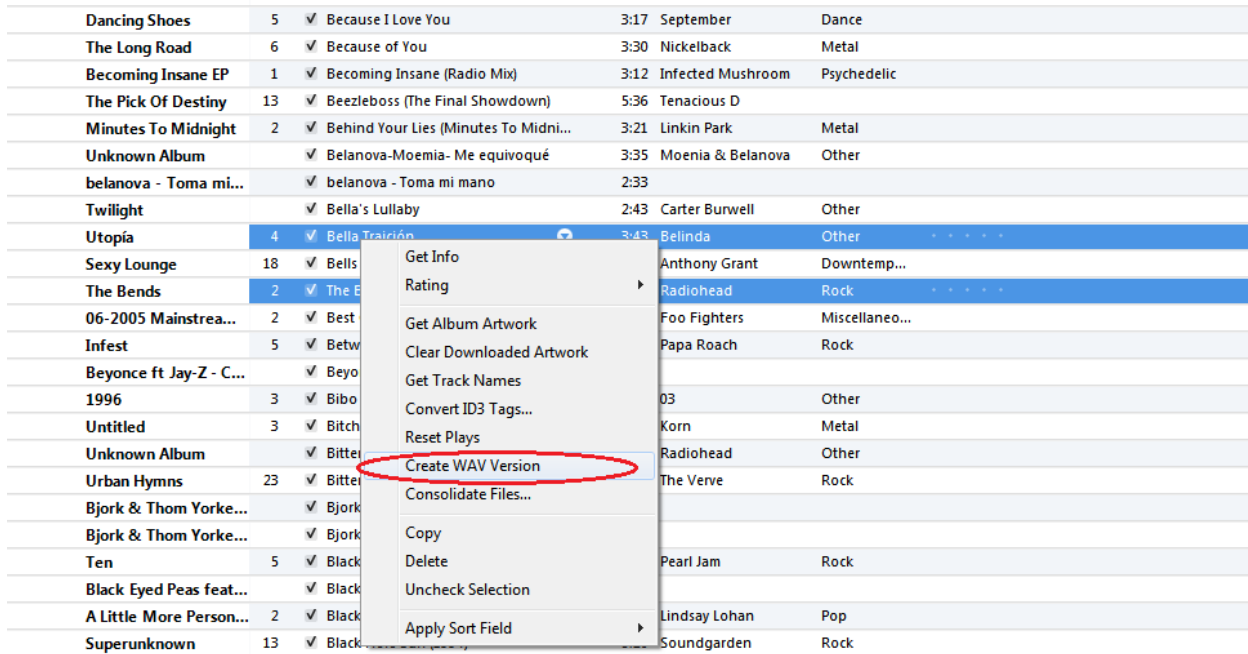 Dancing Shoes 5 Because I Love You 3:17 September Dance
The Long Road 6 Because of You 3:30 Nickelback Metal
Becoming Insane EP 1 Becoming Insane (Radio Mix) 3:12 Infected Mushroom Psychedelic
The Pick Of Destiny 13 Beezleboss (The Final Showdown) 5:36 Tenacious D
Minutes To Midnight 2 Behind Your Lies (Minutes To Midni... 3:21 Linkin Park Metal
Unknown Album Belanova-Moemia- Me equivoqué 3:35 Moenia & Belanova Other
belanova - Toma mi... belanova - Toma mi mano 2:33
Twilight Bella's Lullaby 2:43 Carter Burwell Other
Utopía 4 Bella Traición 3:43 Belinda Other
Get Info
Sexy Lounge 18 Bells Anthony Grant Downtemp...
Rating
The Bends 2 The Radiohead Rock
06-2005 Mainstrea... 2 Best Foo Fighters Miscellaneo...
Get Album Artwork
Infest 5 Betw Papa Roach Rock
Clear Downloaded Artwork
Beyonce ft Jay-Z - C... Beyo
Get Track Names
1996 3 Bibo 03 Other
Convert ID3 Tags...
Untitled 3 Bitch Korn Metal
Reset Plays
Unknown Album Bitter Radiohead Other
Create WAV Version
Urban Hymns 23 Bitter The Verve Rock
Consolidate Files...
Bjork & Thom Yorke... Bjork
Bjork & Thom Yorke... Bjork
Copy
Ten 5 Black Pearl Jam Rock
Delete
Black Eyed Peas feat... Black
Uncheck Selection
A Little More Person... 2 Black Lindsay Lohan Pop
Apply Sort Field
Superunknown 13 Black Soundgarden Rock